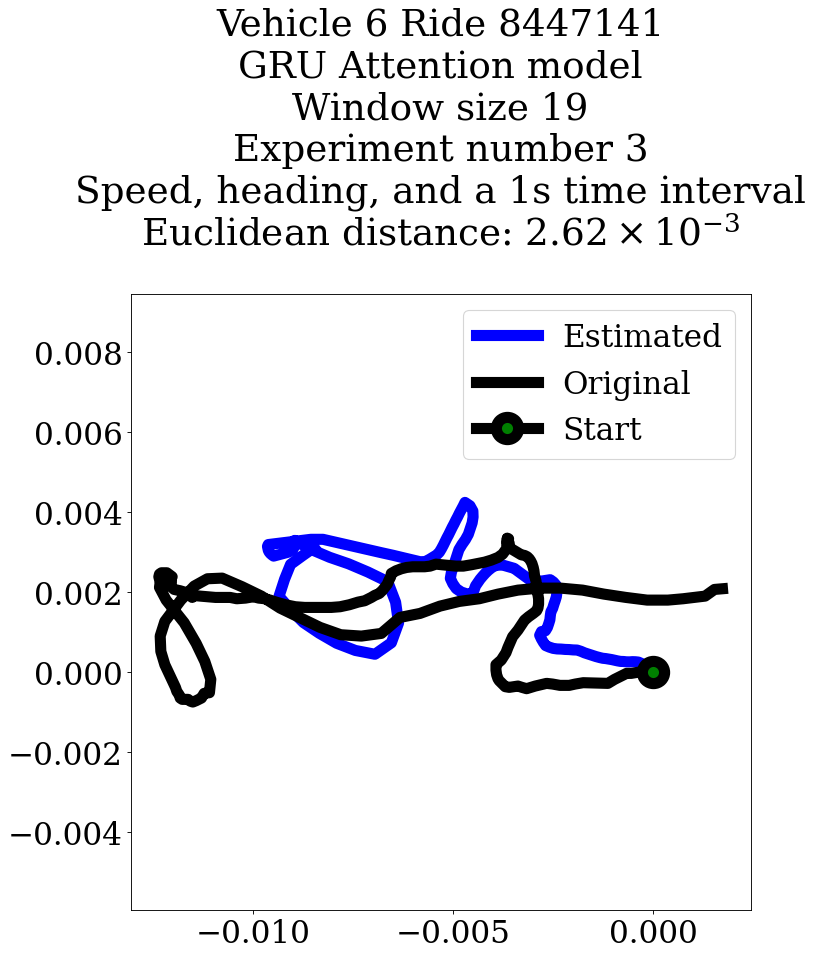 Vehicle 6 Ride 8447141
GRU Attention model
Window size 19
Experiment number 3
Speed, heading, and a 1s time interval
Euclidean distance: 2.62 × 10⁻³
Estimated
Original
Start
0.008
0.006
0.004
0.002
0.000
−0.002
−0.004
−0.010 −0.005 0.000